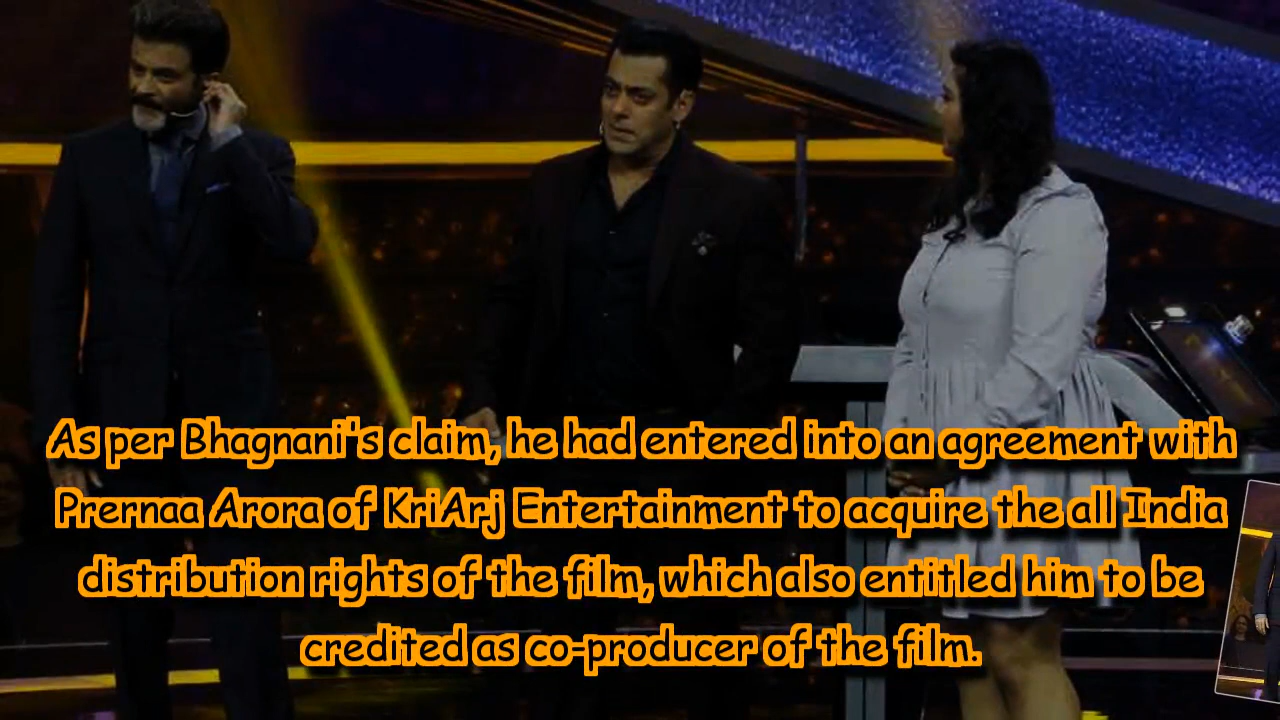 As per Bhagnani's claim, he had entered into an agreement with
Prernaa Arora of KriArj Entertainment to acquire the all India
distribution rights of the film, which also entitled him to be
credited as co-producer of the film.